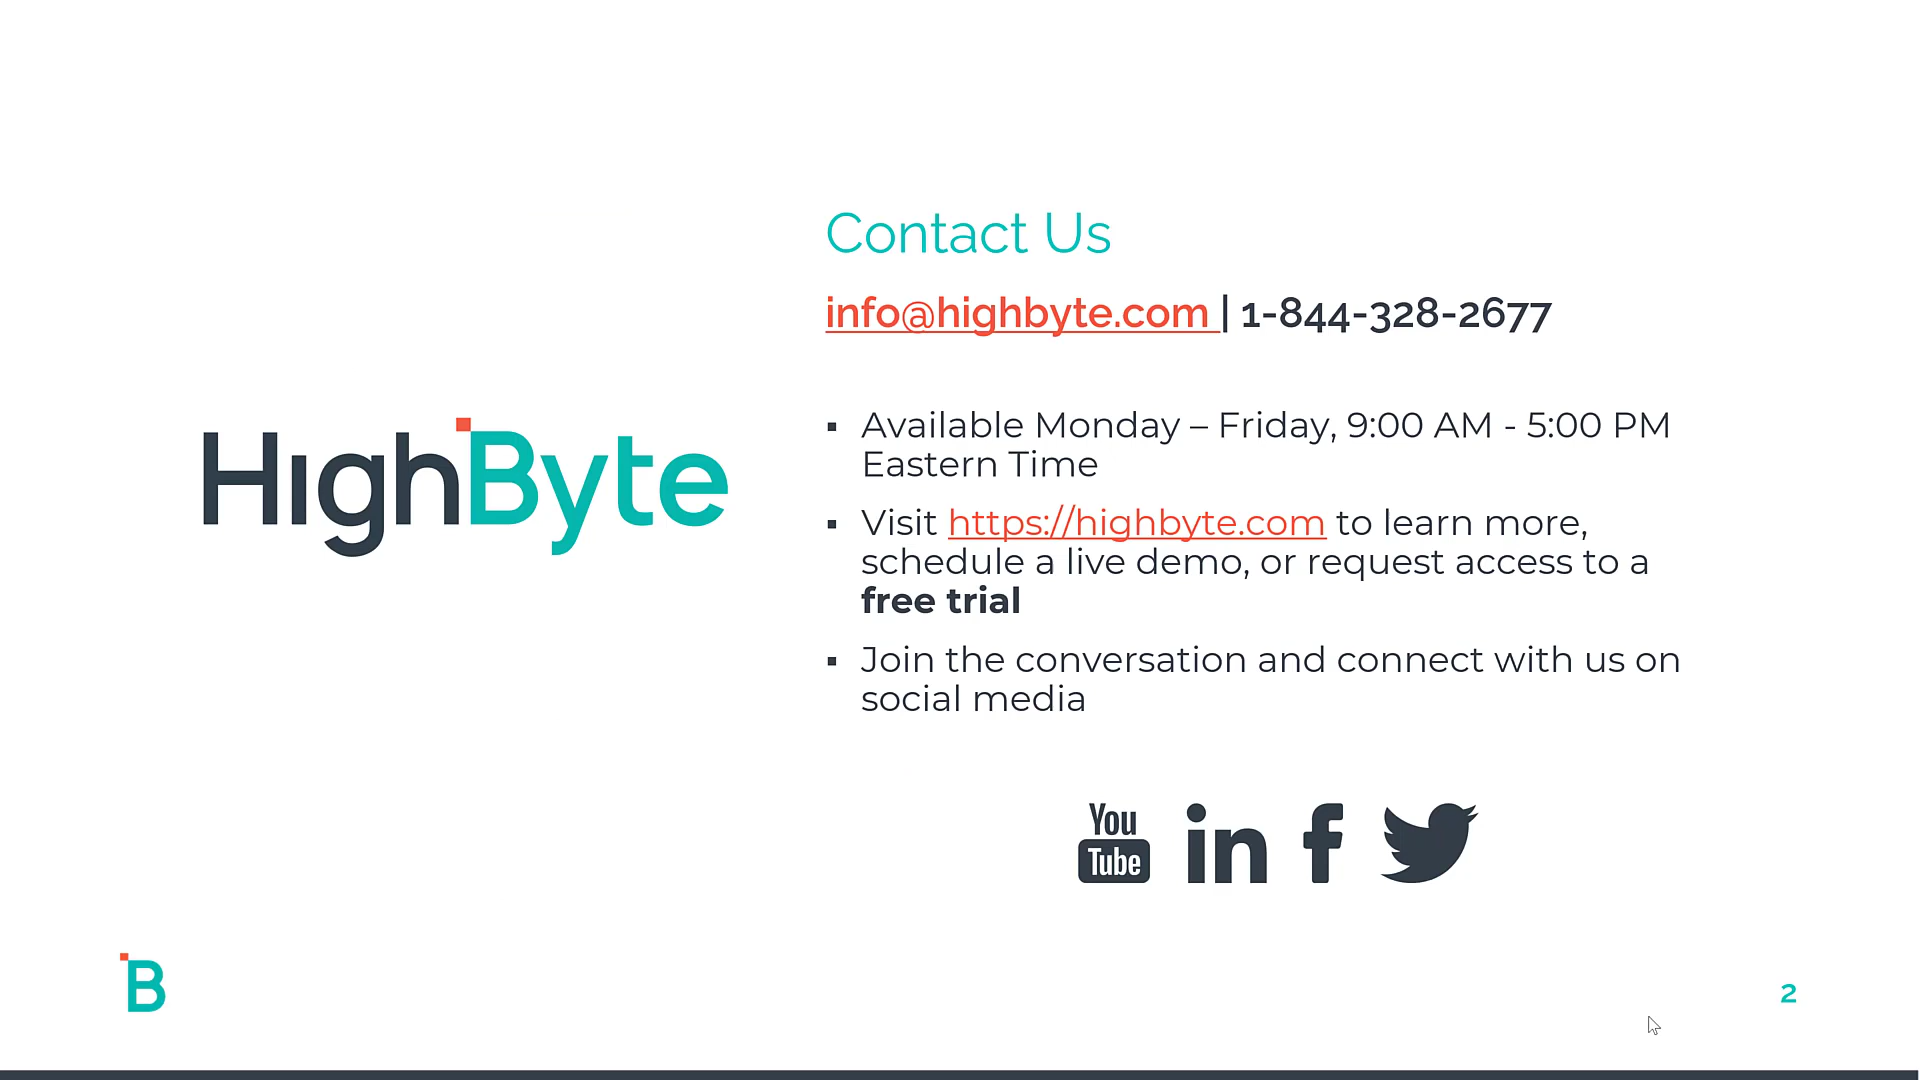 Contact Us
info@highbyte.com | 1-844-328-2677
HighByte
▪ Available Monday – Friday, 9:00 AM - 5:00 PM
Eastern Time
▪ Visit https://highbyte.com to learn more,
schedule a live demo, or request access to a
free trial
▪ Join the conversation and connect with us on
social media
You
Tube
in f
B
2